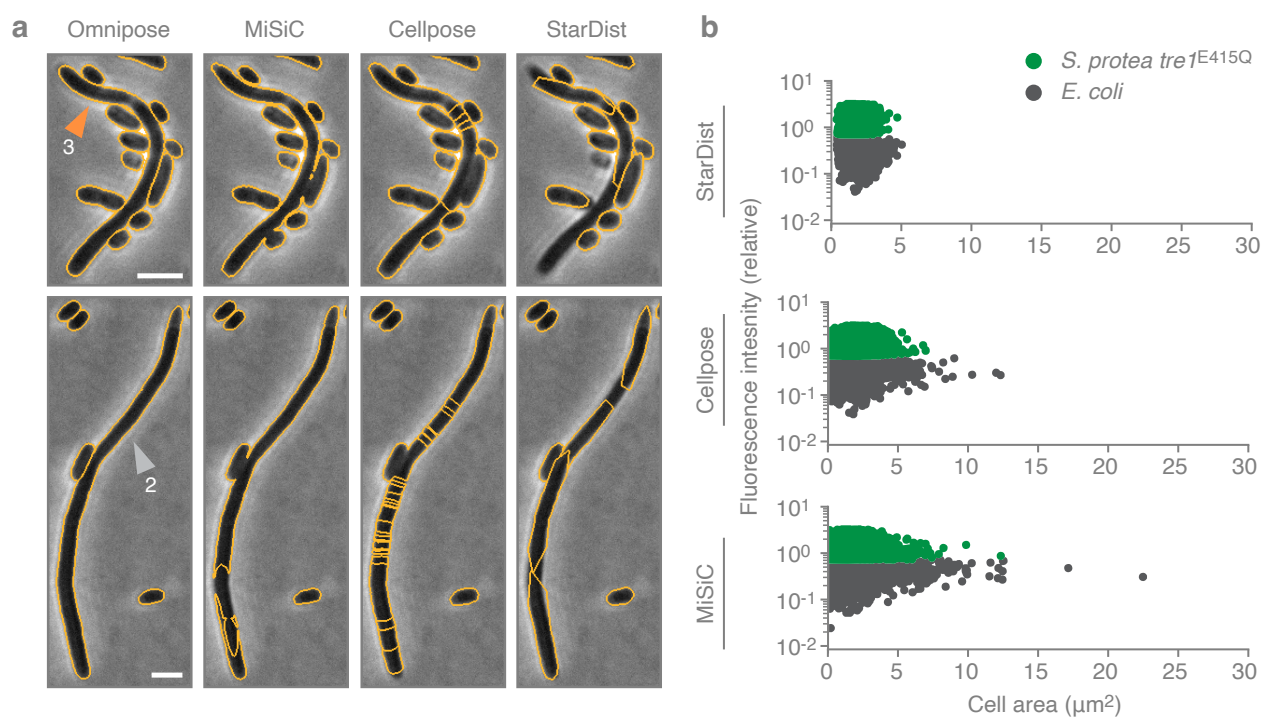 a
Omnipose MiSiC Cellpose StarDist
3
2
b
S. protea tre1E415Q
E. coli
Fluorescence intesnity (relative)
StarDist
10¹
10⁰
10⁻¹
10⁻²
0 5 10 15 20 25 30
Cellpose
10¹
10⁰
10⁻¹
10⁻²
0 5 10 15 20 25 30
MiSiC
10¹
10⁰
10⁻¹
10⁻²
0 5 10 15 20 25 30
Cell area (μm²)